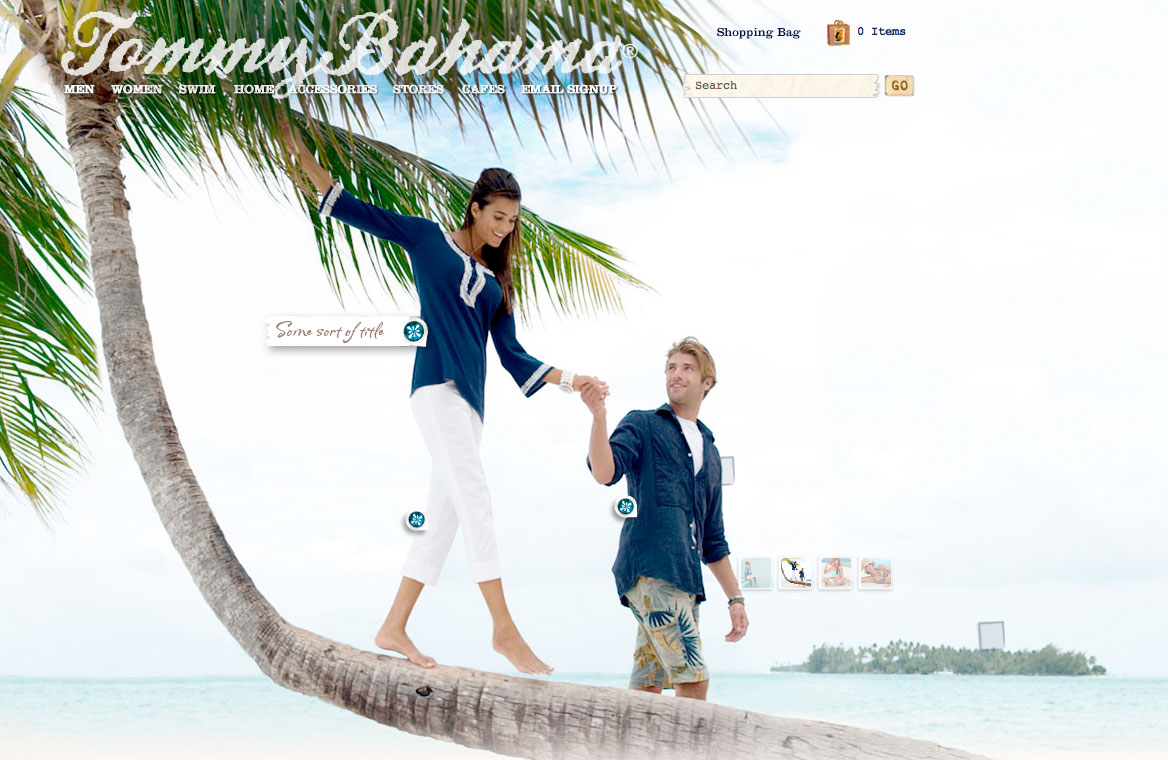 Tommy Bahama®
Shopping Bag 0 Items
Search GO
MEN WOMEN SWIM HOME ACCESSORIES STORES CAFES EMAIL SIGNUP
Some sort of title